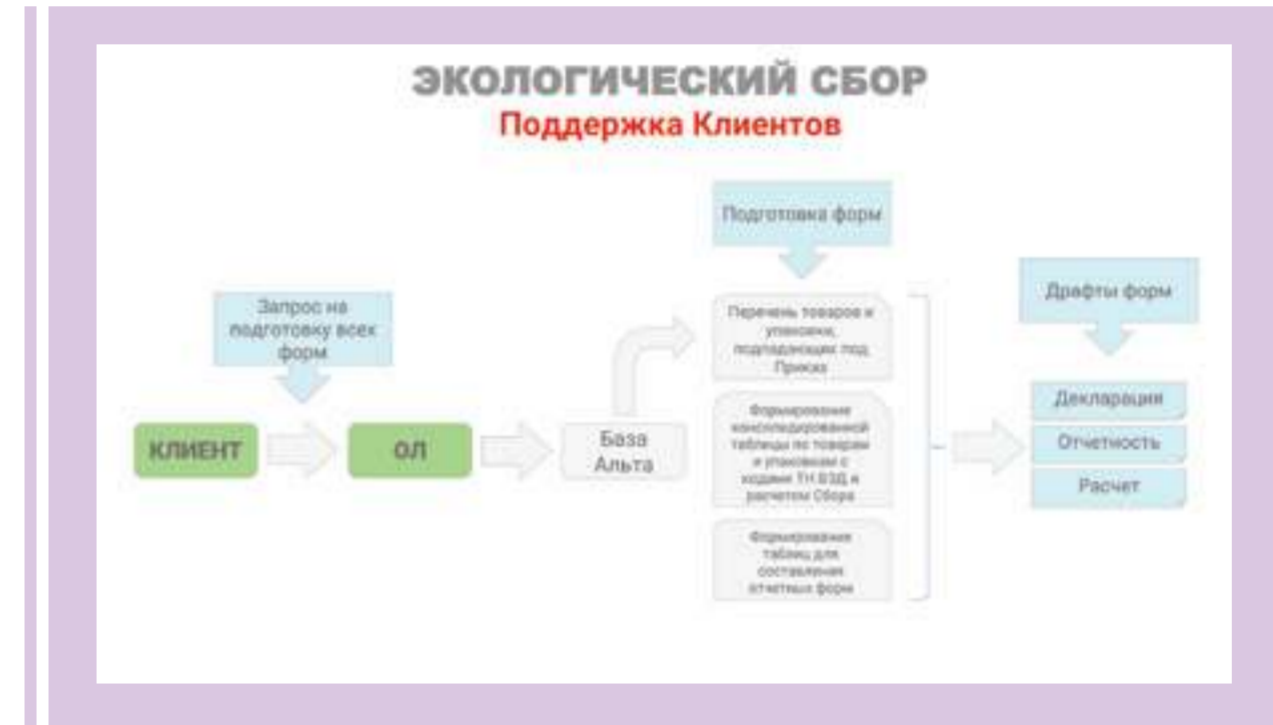 ЭКОЛОГИЧЕСКИЙ СБОР
Поддержка Клиентов
Подготовка форм
Драфты форм
Запрос на
подготовку всех
форм
Перечень товаров и
упаковки,
подпадающих под
Приказ
КЛИЕНТ
ОЛ
База
Альта
Формирование
консолидированной
таблицы по товарам
и упаковкам с
кодами ТН ВЭД и
расчетом Сбора
Формирование
таблиц для
составления
отчетных форм
Декларации
Отчетность
Расчет